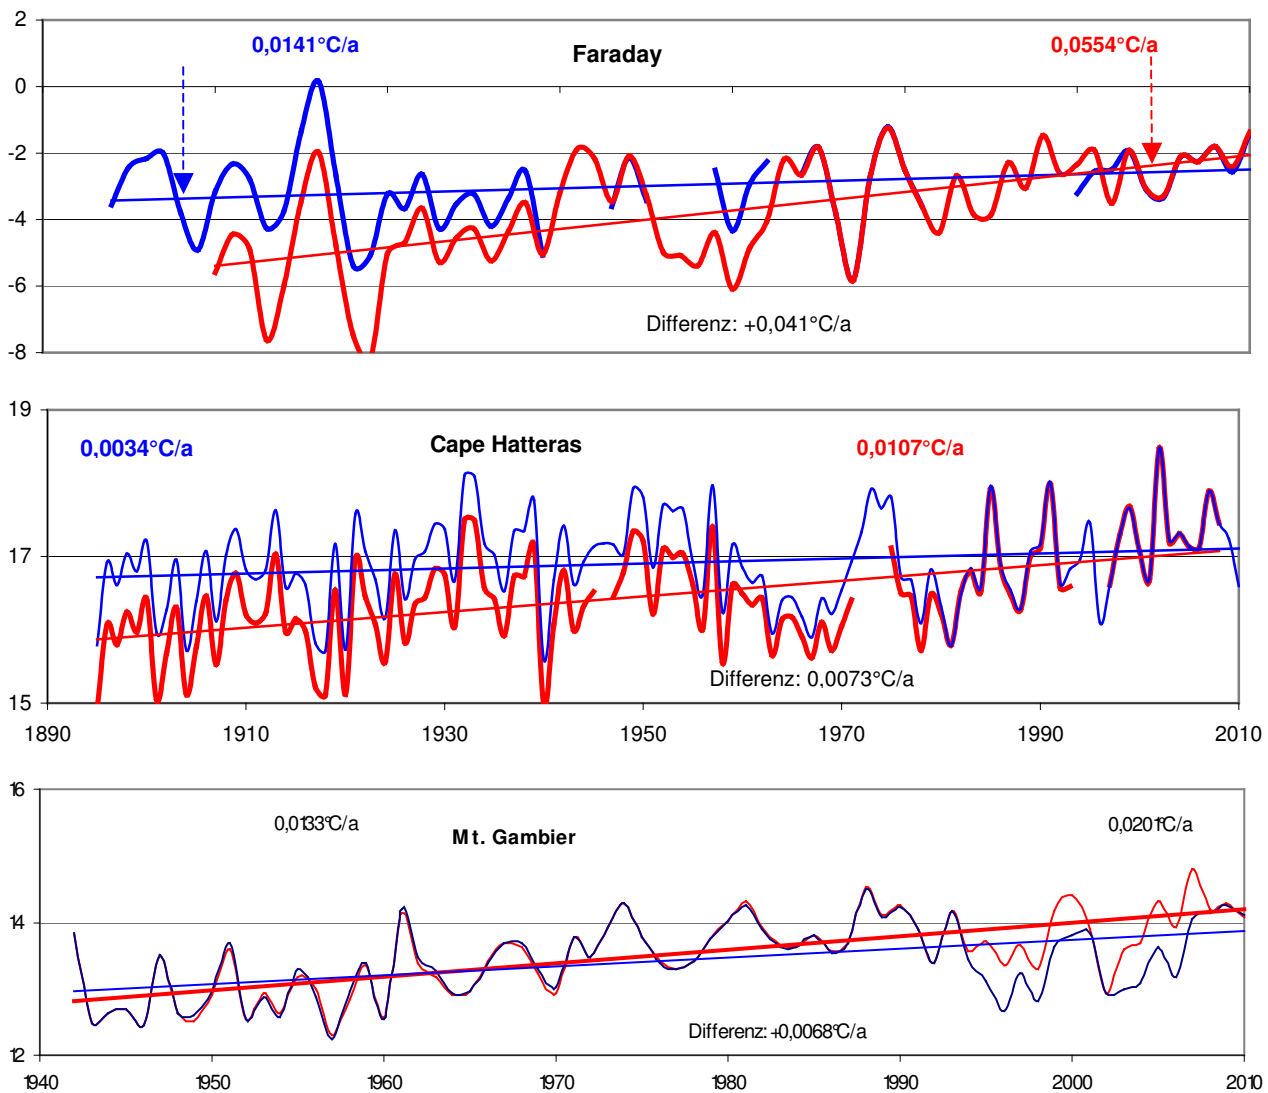 2
0,0141°C/a
Faraday
0,0554°C/a
0
-2
-4
-6
Differenz: +0,041°C/a
-8
19
0,0034°C/a
Cape Hatteras
0,0107°C/a
17
Differenz: 0,0073°C/a
15
1890 1910 1930 1950 1970 1990 2010
16
0,0133°C/a
Mt. Gambier
0,0201°C/a
14
Differenz: +0,0068°C/a
12
1940 1950 1960 1970 1980 1990 2000 2010